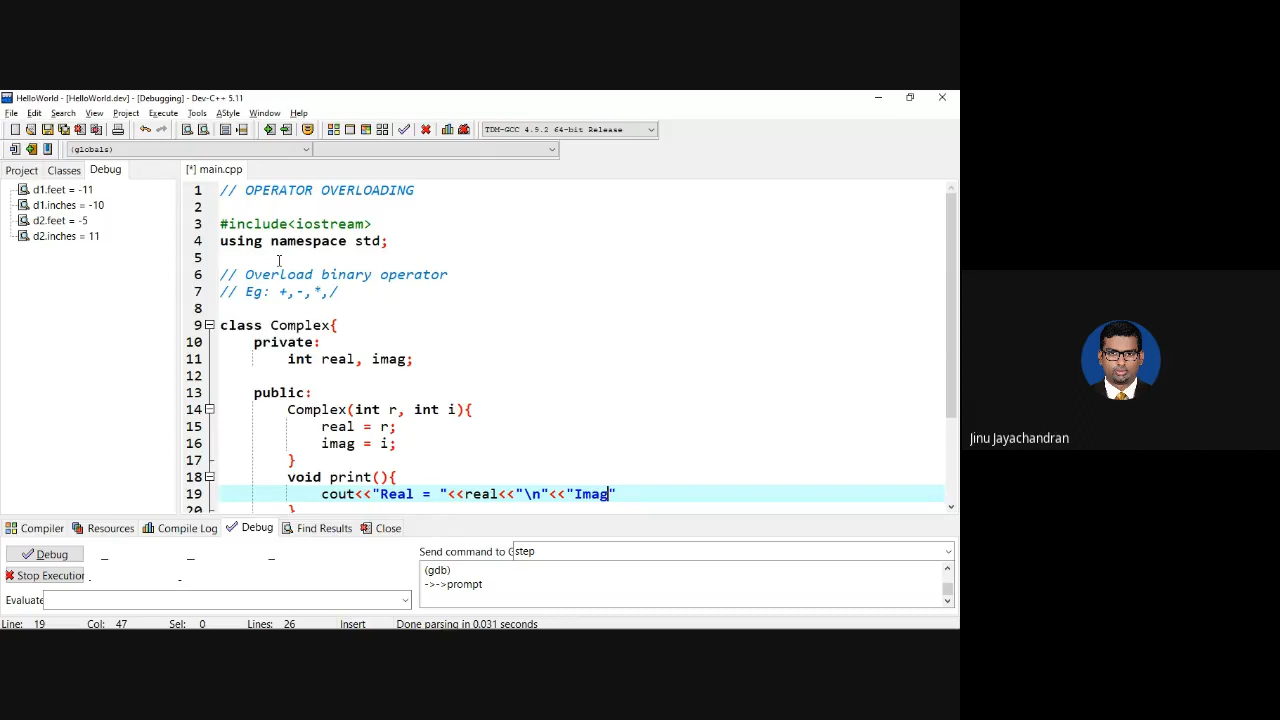 HelloWorld - [HelloWorld.dev] - [Debugging] - Dev-C++ 5.11
File Edit Search View Project Execute Tools AStyle Window Help
TDM-GCC 4.9.2 64-bit Release
(globals)
Project Classes Debug
[*] main.cpp
d1.feet = -11
d1.inches = -10
d2.feet = -5
d2.inches = 11
1 // OPERATOR OVERLOADING
2
3 #include<iostream>
4 using namespace std;
5
6 // Overload binary operator
7 // Eg: +,-,*,/
8
9 class Complex{
10 private:
11 int real, imag;
12
13 public:
14 Complex(int r, int i){
15 real = r;
16 imag = i;
17 }
18 void print(){
19 cout<<"Real = "<<real<<"\n"<<"Imag"
20 }
Jinu Jayachandran
Compiler Resources Compile Log Debug Find Results Close
Debug
Stop Execution
Evaluate
Send command to G
step
(gdb)
->->prompt
Line: 19 Col: 47 Sel: 0 Lines: 26 Insert Done parsing in 0.031 seconds